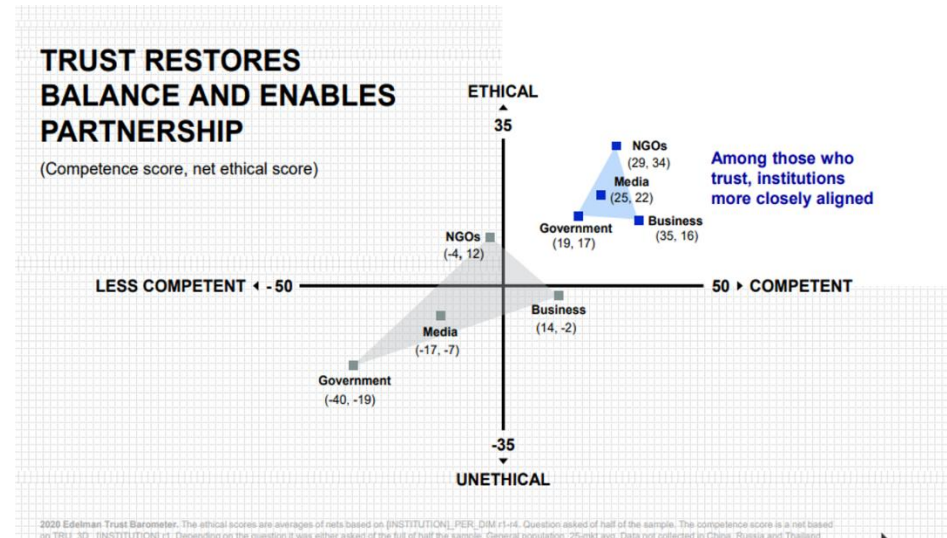 TRUST RESTORES
BALANCE AND ENABLES
PARTNERSHIP
(Competence score, net ethical score)
ETHICAL
35
NGOs
(29, 34)
Media
(25, 22)
Government
(19, 17)
Business
(35, 16)
Among those who
trust, institutions
more closely aligned
NGOs
(-4, 12)
LESS COMPETENT
- 50
50
COMPETENT
Business
(14, -2)
Media
(-17, -7)
Government
(-40, -19)
-35
UNETHICAL
2020 Edelman Trust Barometer. The ethical scores are averages of nets based on [INSTITUTION]_PER_DIM r1-r4. Question asked of half of the sample. The competence score is a net based